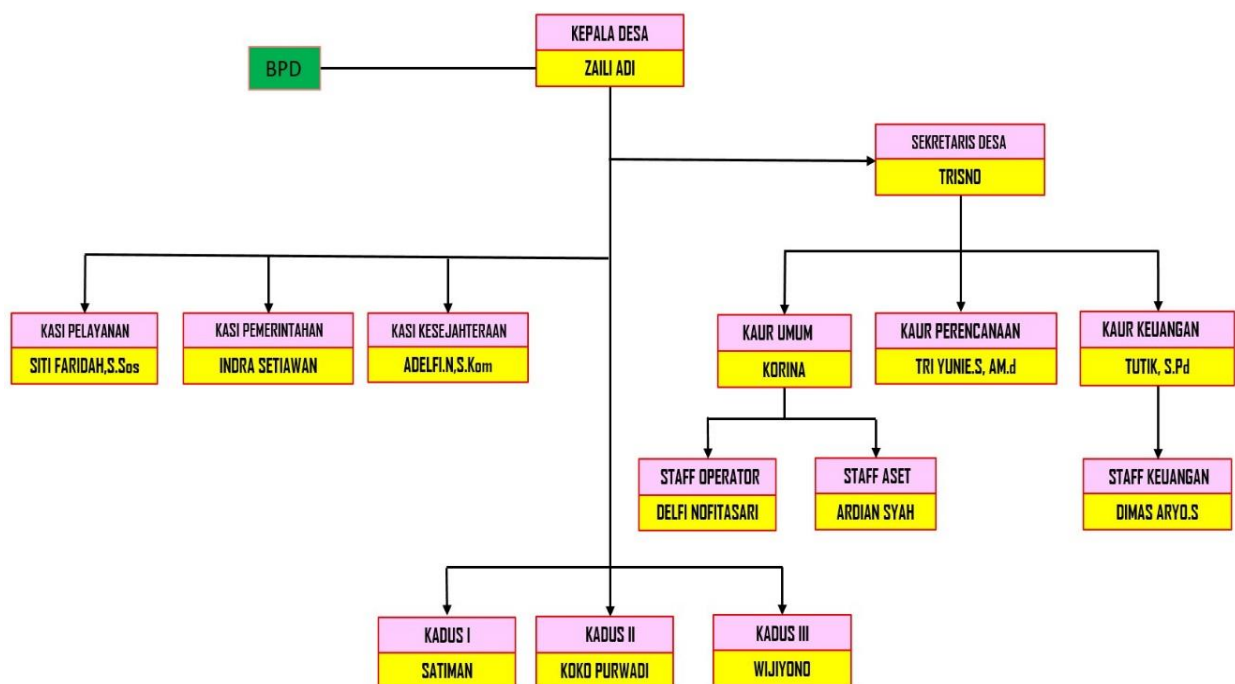 KEPALA DESA
ZAILI ADI
BPD
SEKRETARIS DESA
TRISNO
KASI PELAYANAN
SITI FARIDAH,S.Sos
KASI PEMERINTAHAN
INDRA SETIAWAN
KASI KESEJAHTERAAN
ADELFI.N,S.Kom
KAUR UMUM
KORINA
KAUR PERENCANAAN
TRI YUNIE.S, AM.d
KAUR KEUANGAN
TUTIK, S.Pd
STAFF OPERATOR
DELFI NOFITASARI
STAFF ASET
ARDIAN SYAH
STAFF KEUANGAN
DIMAS ARYO.S
KADUS I
SATIMAN
KADUS II
KOKO PURWADI
KADUS III
WIJIYONO